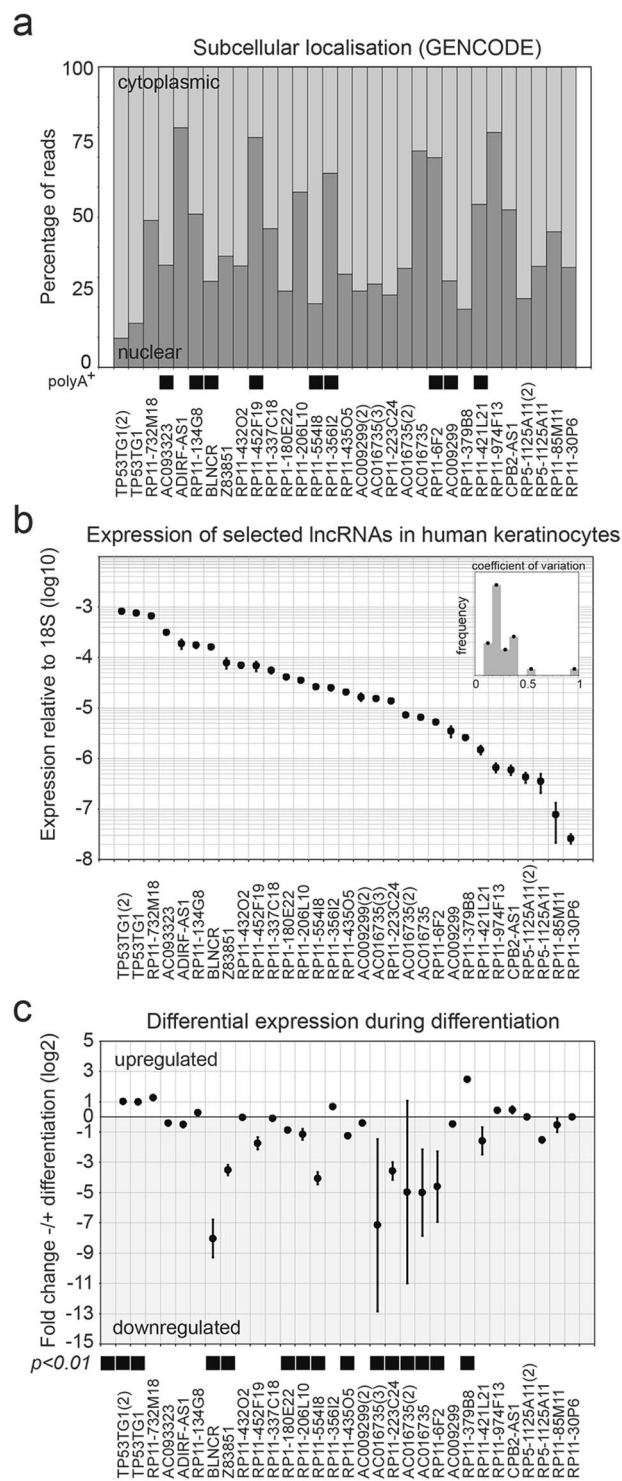 a
Subcellular localisation (GENCODE)
Percentage of reads
100
75
50
25
0
cytoplasmic
nuclear
polyA+
TP53TG1(2)
TP53TG1
RP11-732M18
AC093323
ADIRF-AS1
RP11-134G8
BLNCR
Z83851
RP11-432O2
RP11-452F19
RP11-337C18
RP1-180E22
RP11-206L10
RP11-554I8
RP11-356I2
RP11-435O5
AC009299(2)
AC016735(3)
RP11-223C24
AC016735(2)
AC016735
RP11-6F2
AC009299
RP11-379B8
RP11-421L21
RP11-974F13
CPB2-AS1
RP5-1125A11(2)
RP5-1125A11
RP11-85M11
RP11-30P6
b
Expression of selected lncRNAs in human keratinocytes
Expression relative to 18S (log10)
-3
-4
-5
-6
-7
-8
coefficient of variation
frequency
0
0.5
1
TP53TG1(2)
TP53TG1
RP11-732M18
AC093323
ADIRF-AS1
RP11-134G8
BLNCR
Z83851
RP11-432O2
RP11-452F19
RP11-337C18
RP1-180E22
RP11-206L10
RP11-554I8
RP11-356I2
RP11-435O5
AC009299(2)
AC016735(3)
RP11-223C24
AC016735(2)
AC016735
RP11-6F2
AC009299
RP11-379B8
RP11-421L21
RP11-974F13
CPB2-AS1
RP5-1125A11(2)
RP5-1125A11
RP11-85M11
RP11-30P6
c
Differential expression during differentiation
Fold change -/+ differentiation (log2)
5
3
1
0
-1
-3
-5
-7
-9
-11
-13
-15
upregulated
downregulated
p<0.01
TP53TG1(2)
TP53TG1
RP11-732M18
AC093323
ADIRF-AS1
RP11-134G8
BLNCR
Z83851
RP11-432O2
RP11-452F19
RP11-337C18
RP1-180E22
RP11-206L10
RP11-554I8
RP11-356I2
RP11-435O5
AC009299(2)
AC016735(3)
RP11-223C24
AC016735(2)
AC016735
RP11-6F2
AC009299
RP11-379B8
RP11-421L21
RP11-974F13
CPB2-AS1
RP5-1125A11(2)
RP5-1125A11
RP11-85M11
RP11-30P6